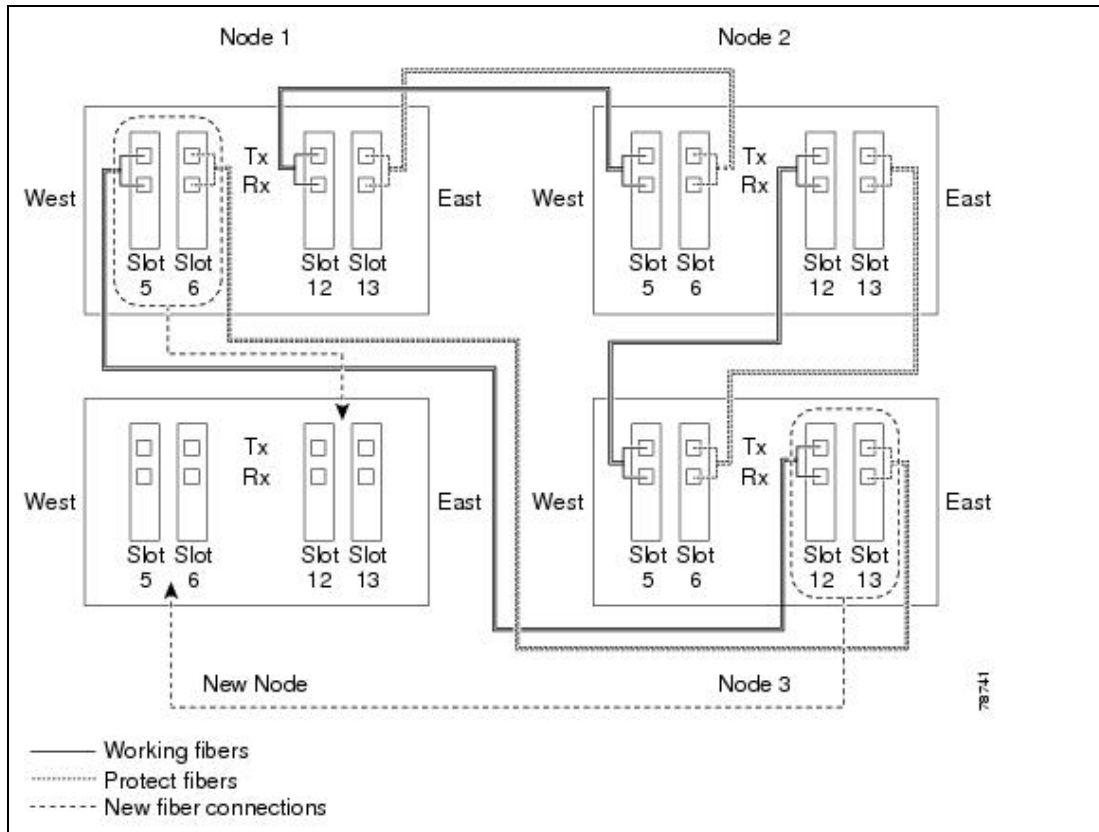 Node 1
Node 2
Tx
Rx
West
East
Slot 5
Slot 6
Slot 12
Slot 13
Tx
Rx
West
East
Slot 5
Slot 6
Slot 12
Slot 13
Tx
Rx
West
East
Slot 5
Slot 6
Slot 12
Slot 13
Tx
Rx
West
East
Slot 5
Slot 6
Slot 12
Slot 13
New Node
Node 3
78741
Working fibers
Protect fibers
New fiber connections